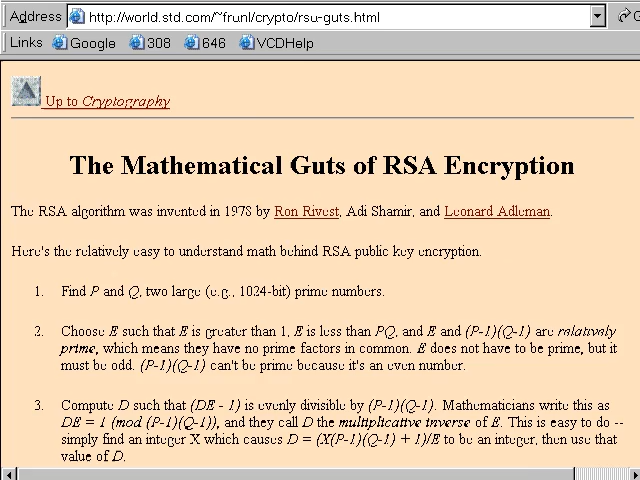 Address http://world.std.com/~frunl/crypto/rsu-guts.html G
Links Google 308 646 VCDHelp
Up to Cryptography
The Mathematical Guts of RSA Encryption
The RSA algorithm was invented in 1978 by Ron Rivest, Adi Shamir, and Leonard Adleman.
Here's the relatively easy to understand math behind RSA public key encryption.
1. Find P and Q, two large (e.g., 1024-bit) prime numbers.
2. Choose E such that E is greater than 1, E is less than PQ, and E and (P-1)(Q-1) are relatively
prime, which means they have no prime factors in common. E does not have to be prime, but it
must be odd. (P-1)(Q-1) can't be prime because it's an even number.
3. Compute D such that (DE - 1) is evenly divisible by (P-1)(Q-1). Mathematicians write this as
DE = 1 (mod (P-1)(Q-1)), and they call D the multiplicative inverse of E. This is easy to do --
simply find an integer X which causes D = (X(P-1)(Q-1) + 1)/E to be an integer, then use that
value of D.